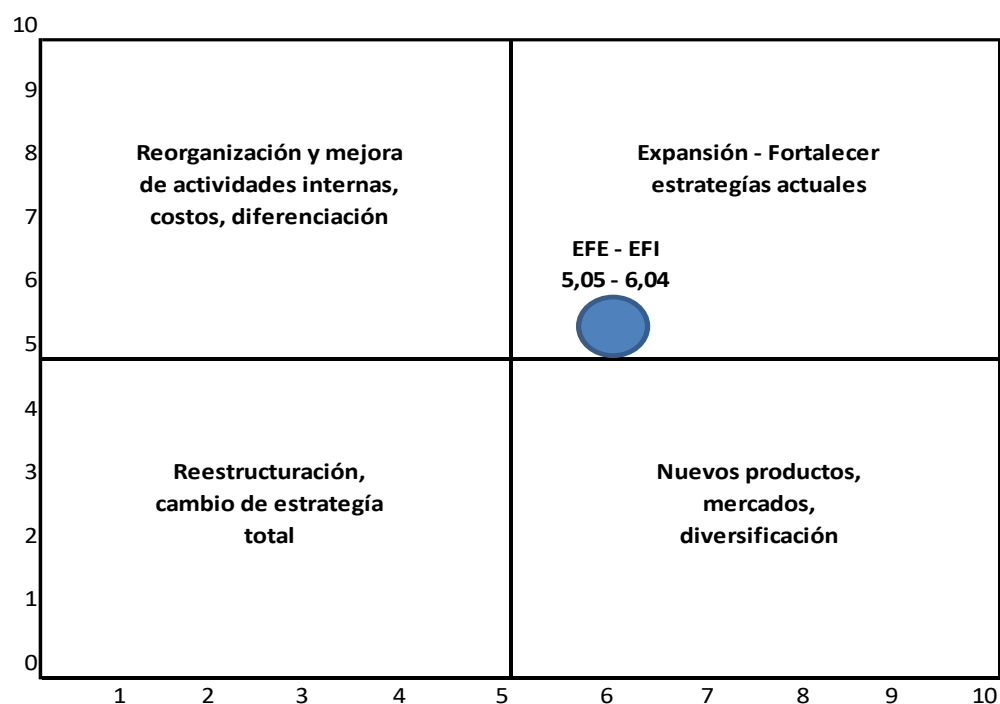 10
9
8
7
6
5
4
3
2
1
0
Reorganización y mejora
de actividades internas,
costos, diferenciación
Expansión - Fortalecer
estrategías actuales
EFE - EFI
5,05 - 6,04
Reestructuración,
cambio de estrategía
total
Nuevos productos,
mercados,
diversificación
1 2 3 4 5 6 7 8 9 10